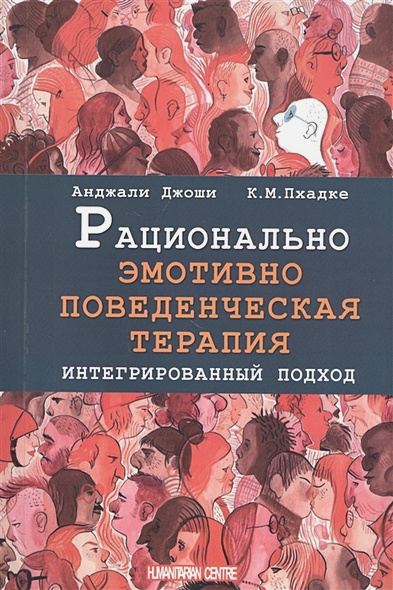 Анджали Джоши К.М.Пхадке
Рационально
эмотивно
поведенческая
терапия
интегрированный подход
HUMANITARIAN CENTRE